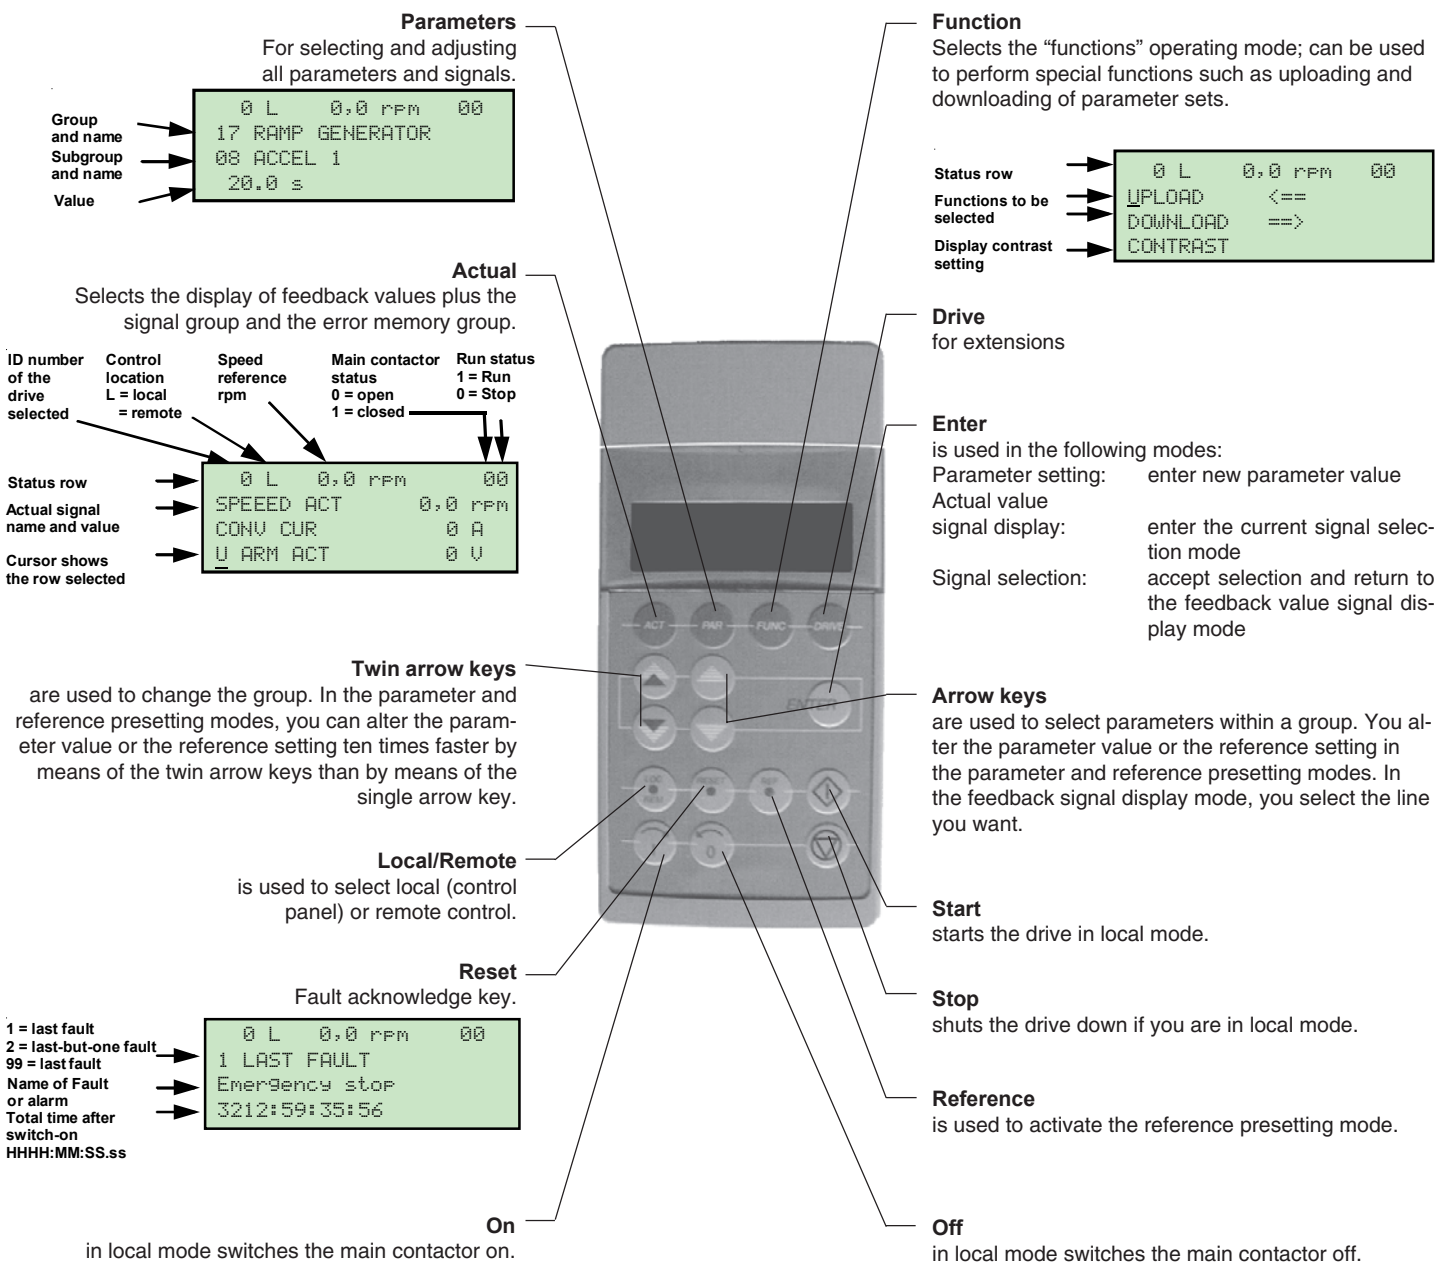 Parameters
For selecting and adjusting
all parameters and signals.
Group
and name
Subgroup
and name
Value
0 L 0,0 rpm 00
17 RAMP GENERATOR
08 ACCEL 1
20.0 s
Actual
Selects the display of feedback values plus the
signal group and the error memory group.
ID number
of the
drive
selected
Control
location
L = local
= remote
Speed
reference
rpm
Main contactor
status
0 = open
1 = closed
Run status
1 = Run
0 = Stop
Status row
Actual signal
name and value
Cursor shows
the row selected
0 L 0,0 rpm 00
SPEEED ACT 0,0 rpm
CONV CUR 0 A
U ARM ACT 0 V
Twin arrow keys
are used to change the group. In the parameter and
reference presetting modes, you can alter the param-
eter value or the reference setting ten times faster by
means of the twin arrow keys than by means of the
single arrow key.
Local/Remote
is used to select local (control
panel) or remote control.
Reset
Fault acknowledge key.
1 = last fault
2 = last-but-one fault
99 = last fault
Name of Fault
or alarm
Total time after
switch-on
HHHH:MM:SS.ss
0 L 0,0 rpm 00
1 LAST FAULT
Emergency stop
3212:59:35:56
On
in local mode switches the main contactor on.
ACT PAR FUNC DRIVE
ENTER
LOC
REM
RESET
REF
I
0
Function
Selects the “functions” operating mode; can be used
to perform special functions such as uploading and
downloading of parameter sets.
Status row
Functions to be
selected
Display contrast
setting
0 L 0,0 rpm 00
UPLOAD <==
DOWNLOAD ==>
CONTRAST
Drive
for extensions
Enter
is used in the following modes:
Parameter setting: enter new parameter value
Actual value
signal display: enter the current signal selec-
tion mode
Signal selection: accept selection and return to
the feedback value signal dis-
play mode
Arrow keys
are used to select parameters within a group. You al-
ter the parameter value or the reference setting in
the parameter and reference presetting modes. In
the feedback signal display mode, you select the line
you want.
Start
starts the drive in local mode.
Stop
shuts the drive down if you are in local mode.
Reference
is used to activate the reference presetting mode.
Off
in local mode switches the main contactor off.